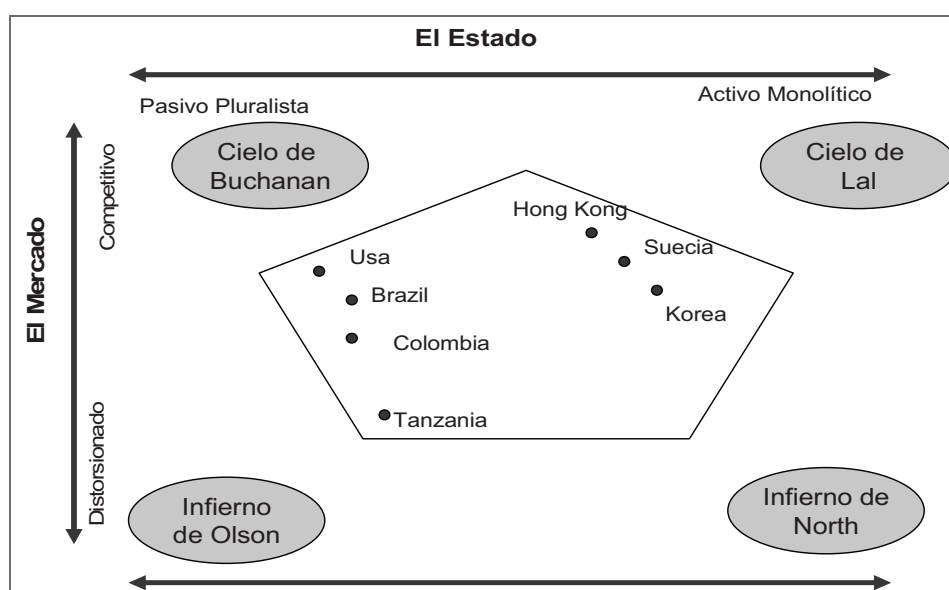 El Estado
Pasivo Pluralista
Activo Monolítico
Cielo de
Buchanan
Cielo de
Lal
El Mercado
Competitivo
Distorsionado
Hong Kong
Suecia
Korea
Usa
Brazil
Colombia
Tanzania
Infierno
de Olson
Infierno de
North